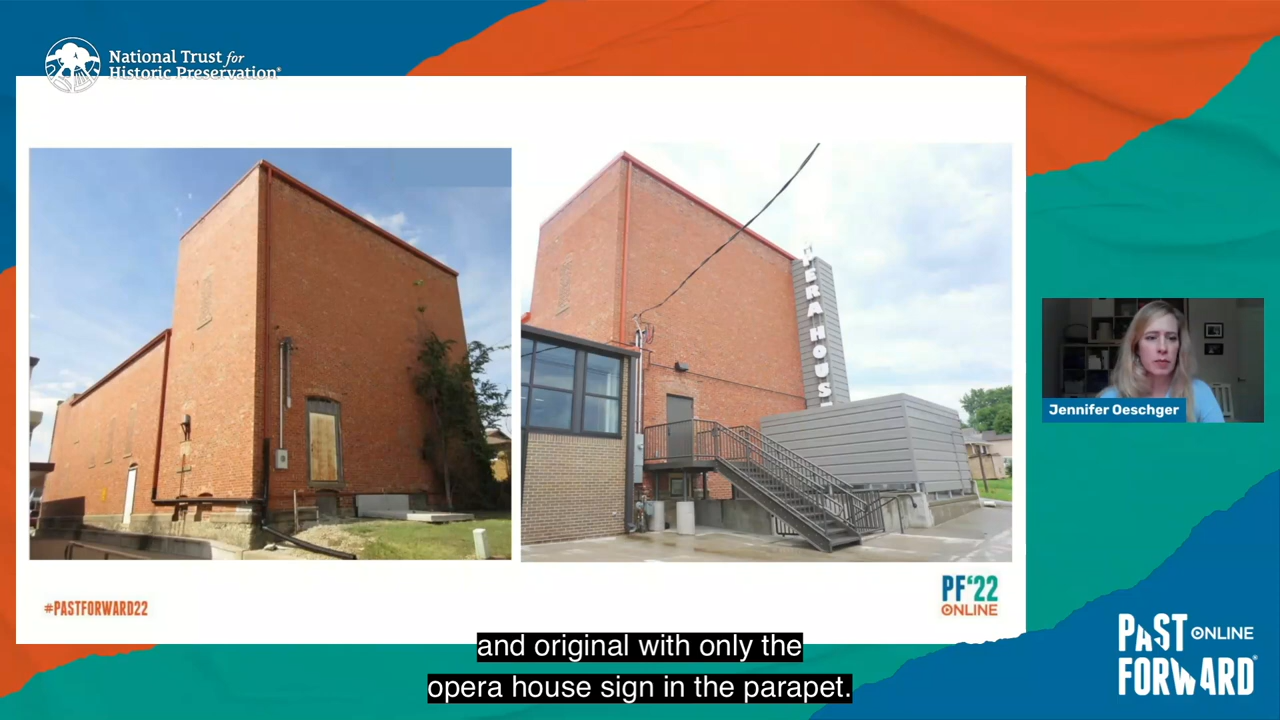 National Trust for
Historic Preservation®
PERA HOUS
Jennifer Oeschger
#PASTFORWARD22
PF'22
ONLINE
PAST ONLINE
FORWARD®
and original with only the
opera house sign in the parapet.